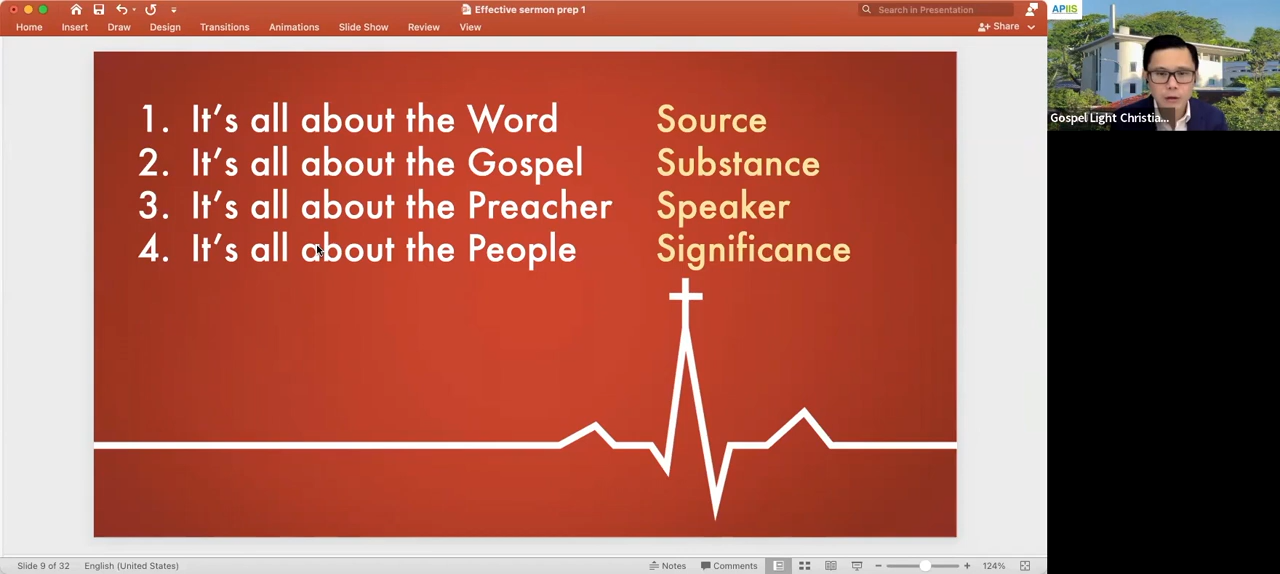 Effective sermon prep 1
Search in Presentation
Home Insert Draw Design Transitions Animations Slide Show Review View
Share
1. It's all about the Word Source
2. It's all about the Gospel Substance
3. It's all about the Preacher Speaker
4. It's all about the People Significance
Slide 9 of 32 English (United States) Notes Comments 124%
APIIS
Gospel Light Christia...